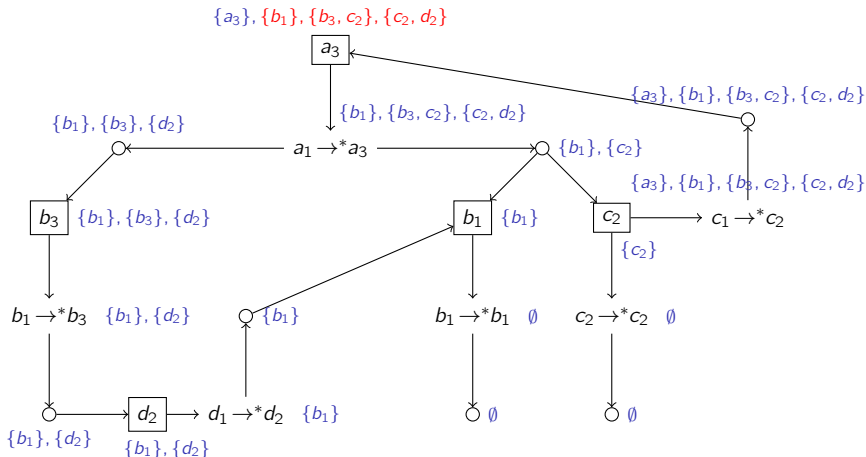 {a₃}, {b₁}, {b₃, c₂}, {c₂, d₂}
a₃
{a₃}, {b₁}, {b₃, c₂}, {c₂, d₂}
{b₁}, {b₃, c₂}, {c₂, d₂}
{b₁}, {b₃}, {d₂}
a₁ →* a₃
{b₁}, {c₂}
{a₃}, {b₁}, {b₃, c₂}, {c₂, d₂}
b₃ {b₁}, {b₃}, {d₂}
b₁ {b₁}
c₂
c₁ →* c₂
{c₂}
b₁ →* b₃ {b₁}, {d₂}
{b₁}
b₁ →* b₁ ∅
c₂ →* c₂ ∅
d₂
d₁ →* d₂ {b₁}
∅
∅
{b₁}, {d₂}
{b₁}, {d₂}